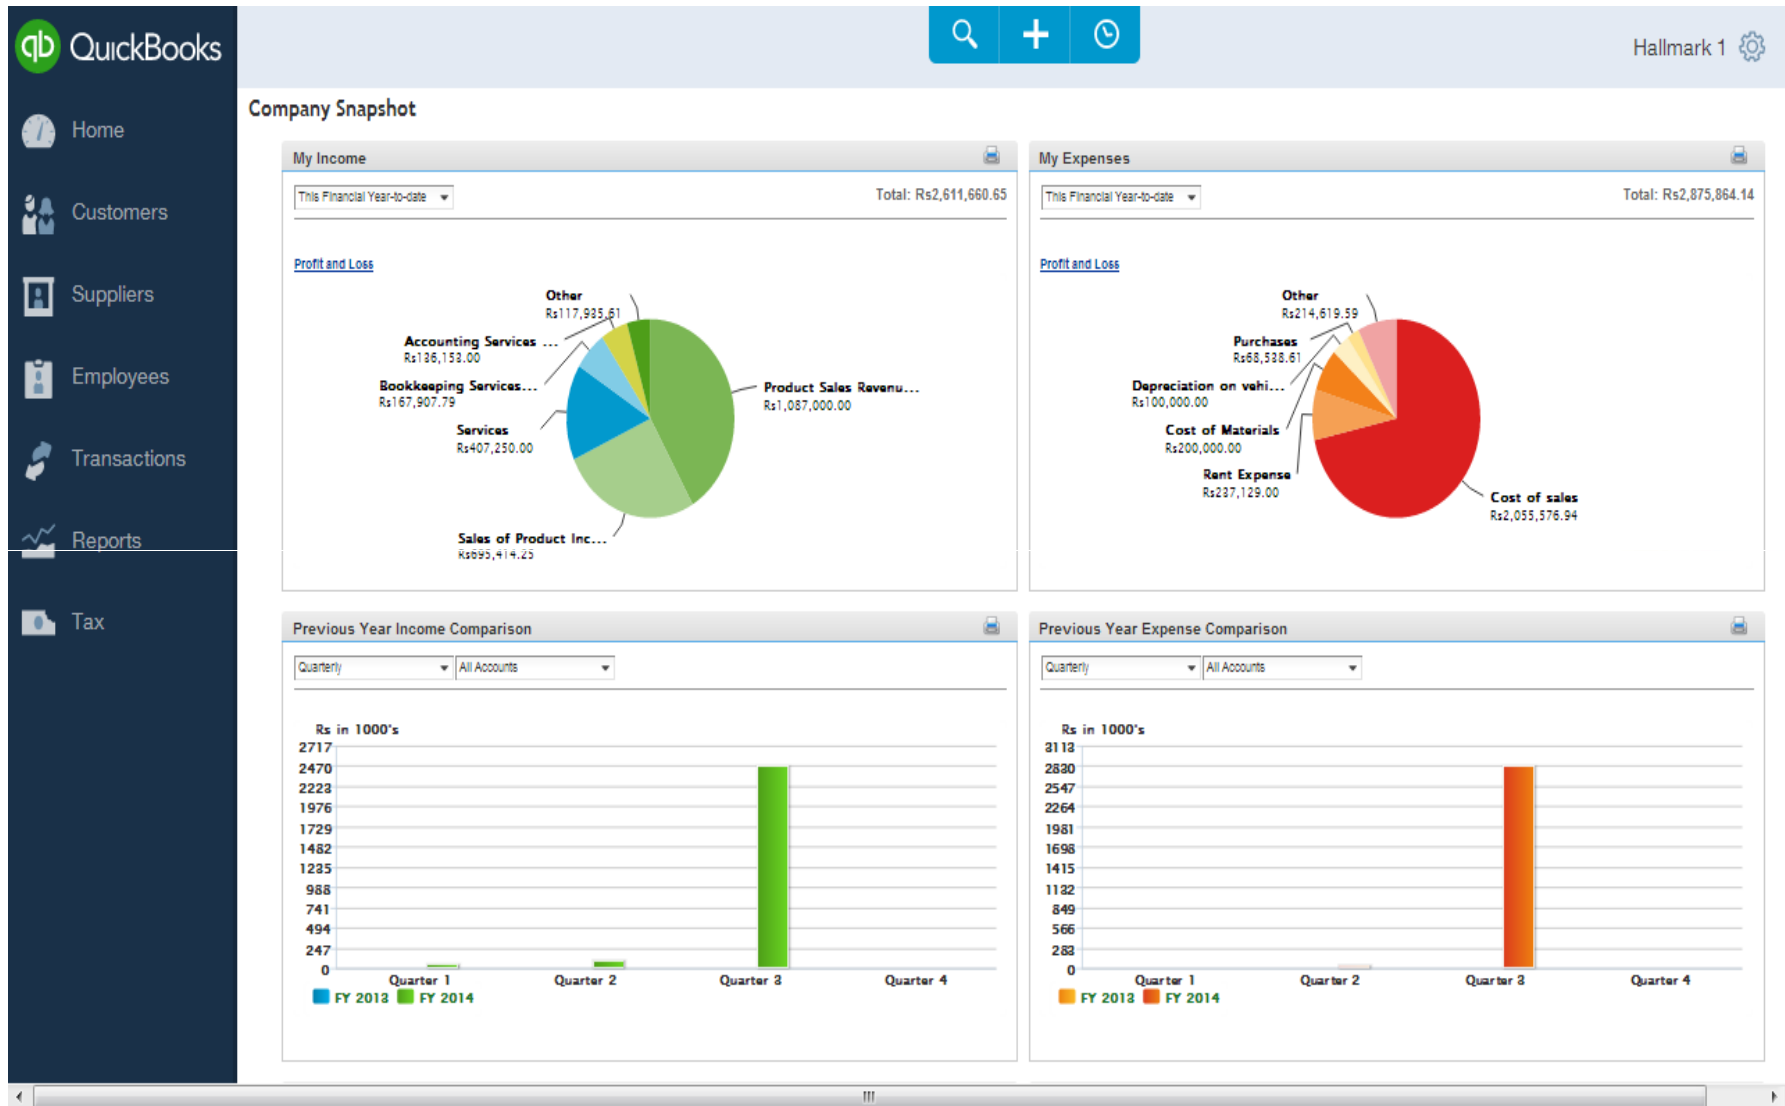 qb QuickBooks
Hallmark 1
Home
Customers
Suppliers
Employees
Transactions
Reports
Tax
Company Snapshot
My Income
This Financial Year-to-date
Total: Rs2,611,660.65
Profit and Loss
Other
Rs117,935.61
Accounting Services ...
Rs136,153.00
Bookkeeping Services...
Rs167,907.79
Services
Rs407,250.00
Product Sales Revenu...
Rs1,087,000.00
Sales of Product Inc...
Rs695,414.25
My Expenses
This Financial Year-to-date
Total: Rs2,875,864.14
Profit and Loss
Other
Rs214,619.59
Purchases
Rs68,538.61
Depreciation on vehi...
Rs100,000.00
Cost of Materials
Rs200,000.00
Rent Expense
Rs237,129.00
Cost of sales
Rs2,055,576.94
Previous Year Income Comparison
Quarterly
All Accounts
Rs in 1000's
2717
2470
2223
1976
1729
1482
1235
988
741
494
247
0
Quarter 1 Quarter 2 Quarter 3 Quarter 4
FY 2013 FY 2014
Previous Year Expense Comparison
Quarterly
All Accounts
Rs in 1000's
3113
2830
2547
2264
1981
1698
1415
1132
849
566
283
0
Quarter 1 Quarter 2 Quarter 3 Quarter 4
FY 2013 FY 2014